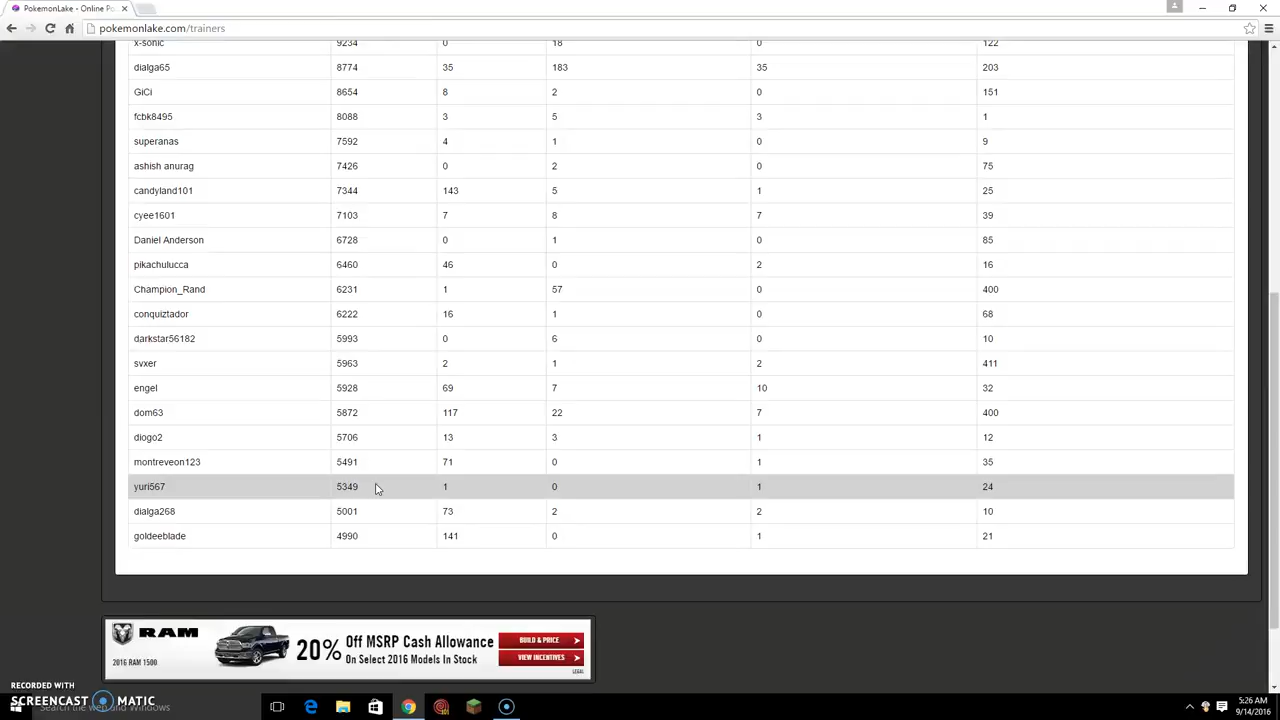 PokemonLake - Online Po
pokemonlake.com/trainers
x-sonic 9234 0 18 0 122
dialga65 8774 35 183 35 203
GiCi 8654 8 2 0 151
fcbk8495 8088 3 5 3 1
superanas 7592 4 1 0 9
ashish anurag 7426 0 2 0 75
candyland101 7344 143 5 1 25
cyee1601 7103 7 8 7 39
Daniel Anderson 6728 0 1 0 85
pikachulucca 6460 46 0 2 16
Champion_Rand 6231 1 57 0 400
conquiztador 6222 16 1 0 68
darkstar56182 5993 0 6 0 10
svxer 5963 2 1 2 411
engel 5928 69 7 10 32
dom63 5872 117 22 7 400
diogo2 5706 13 3 1 12
montreveon123 5491 71 0 1 35
yuri567 5349 1 0 1 24
dialga268 5001 73 2 2 10
goldeeblade 4990 141 0 1 21
RAM
2016 RAM 1500
20% Off MSRP Cash Allowance
On Select 2016 Models In Stock
BUILD & PRICE
VIEW INCENTIVES
LEGAL
RECORDED WITH
SCREENCAST MATIC
Search the web and Windows
5:26 AM
9/14/2016